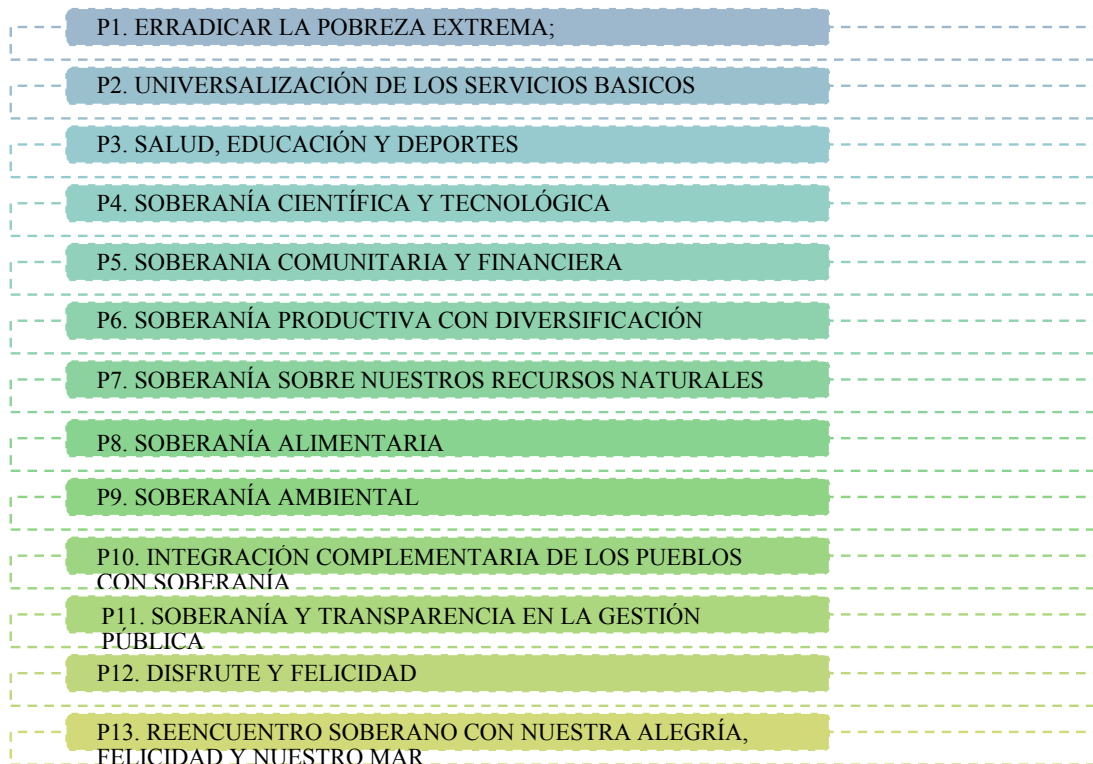 P1. ERRADICAR LA POBREZA EXTREMA;
P2. UNIVERSALIZACIÓN DE LOS SERVICIOS BASICOS
P3. SALUD, EDUCACIÓN Y DEPORTES
P4. SOBERANÍA CIENTÍFICA Y TECNOLÓGICA
P5. SOBERANIA COMUNITARIA Y FINANCIERA
P6. SOBERANÍA PRODUCTIVA CON DIVERSIFICACIÓN
P7. SOBERANÍA SOBRE NUESTROS RECURSOS NATURALES
P8. SOBERANÍA ALIMENTARIA
P9. SOBERANÍA AMBIENTAL
P10. INTEGRACIÓN COMPLEMENTARIA DE LOS PUEBLOS
CON SOBERANÍA
P11. SOBERANÍA Y TRANSPARENCIA EN LA GESTIÓN
PÚBLICA
P12. DISFRUTE Y FELICIDAD
P13. REENCUENTRO SOBERANO CON NUESTRA ALEGRÍA,
FELICIDAD Y NUESTRO MAR